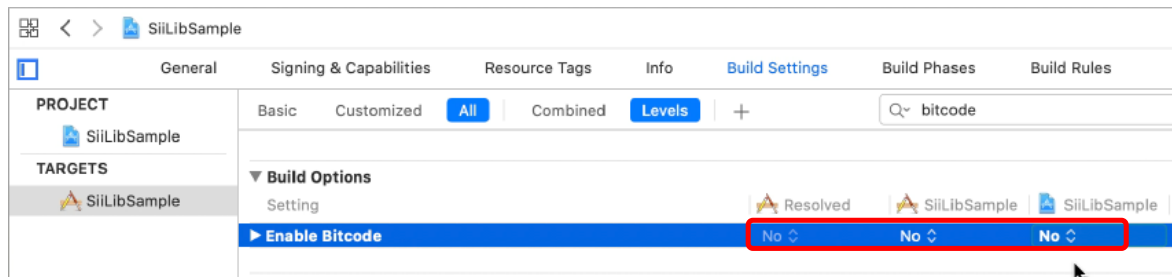 SiiLibSample
General Signing & Capabilities Resource Tags Info Build Settings Build Phases Build Rules
PROJECT
SiiLibSample
TARGETS
SiiLibSample
Basic Customized All Combined Levels + bitcode
Build Options
Setting Resolved SiiLibSample SiiLibSample
Enable Bitcode No No No